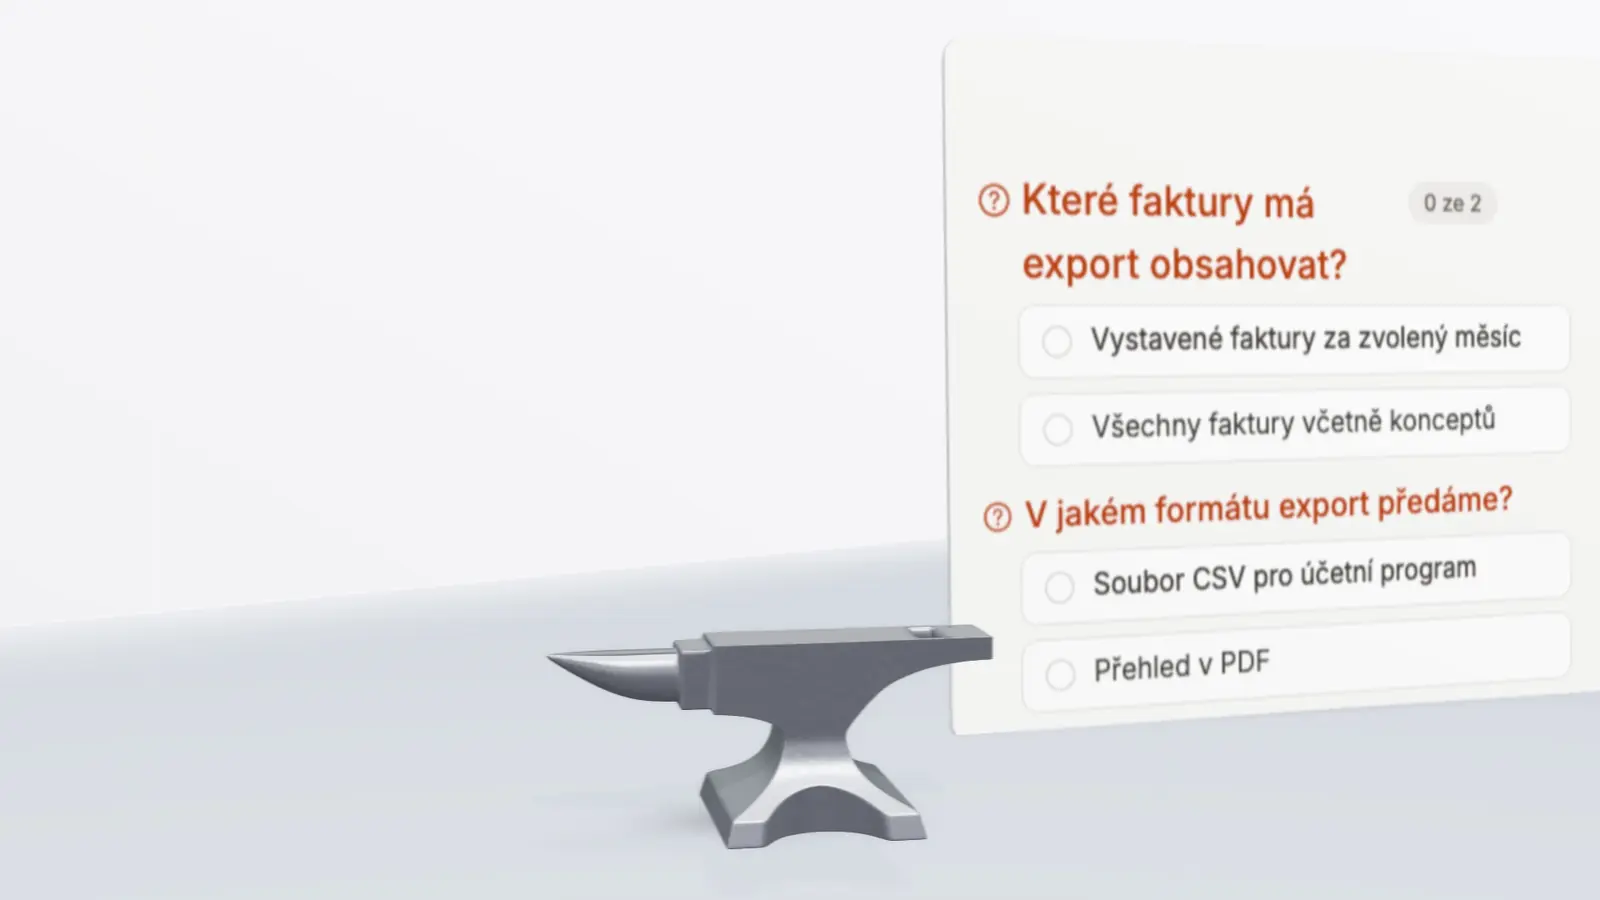 Které faktury má
0 ze 2
export obsahovat?
Vystavené faktury za zvolený měsíc
Všechny faktury včetně konceptů
V jakém formátu export předáme?
Soubor CSV pro účetní program
Přehled v PDF